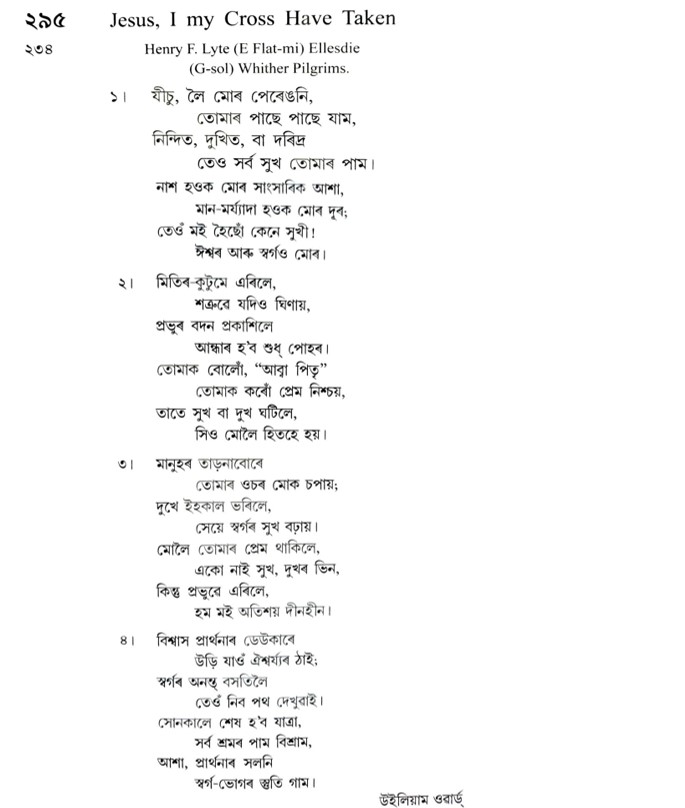 ২৯৫ Jesus, I my Cross Have Taken
২৩৪ Henry F. Lyte (E Flat-mi) Ellesdie
(G-sol) Whither Pilgrims.
১। যীচু, লৈ মোৰ পেৰেঙনি,
তোমাৰ পাছে পাছে যাম,
নিন্দিত, দুখিত, বা দৰিদ্ৰ
তেও সৰ্ব সুখ তোমাৰ পাম।
নাশ হওক মোৰ সাংসাৰিক আশা,
মান-মৰ্য্যাদা হওক মোৰ দূৰ;
তেওঁ মই হৈছোঁ কেনে সুখী!
ঈশ্বৰ আৰু স্বৰ্গও মোৰ।
২। মিতিৰ-কুটুমে এৰিলে,
শত্ৰুৱে যদিও ঘিণায়,
প্ৰভুৰ বদন প্ৰকাশিলে
আন্ধাৰ হ'ব শুধ্ পোহৰ।
তোমাক বোলোঁ, “আব্বা পিতৃ”
তোমাক কৰোঁ প্ৰেম নিশ্চয়,
তাতে সুখ বা দুখ ঘটিলে,
সিও মোলৈ হিতহে হয়।
৩। মানুহৰ তাড়নাবোৰে
তোমাৰ ওচৰ মোক চপায়;
দুখে ইহকাল ভৰিলে,
সেয়ে স্বৰ্গৰ সুখ বঢ়ায়।
মোলৈ তোমাৰ প্ৰেম থাকিলে,
একো নাই সুখ, দুখৰ ভিন,
কিন্তু প্ৰভুৱে এৰিলে,
হম মই অতিশয় দীনহীন।
৪। বিশ্বাস প্ৰাৰ্থনাৰ ডেউকাৰে
উড়ি যাওঁ ঐশ্বৰ্য্যৰ ঠাই;
স্বৰ্গৰ অনন্ত্ বসতিলৈ
তেওঁ নিব পথ দেখুৱাই।
সোনকালে শেষ হ'ব যাত্ৰা,
সৰ্ব শ্ৰমৰ পাম বিশ্ৰাম,
আশা, প্ৰাৰ্থনাৰ সলনি
স্বৰ্গ-ভোগৰ স্তুতি গাম।
উইলিয়াম ওৱাৰ্ড্